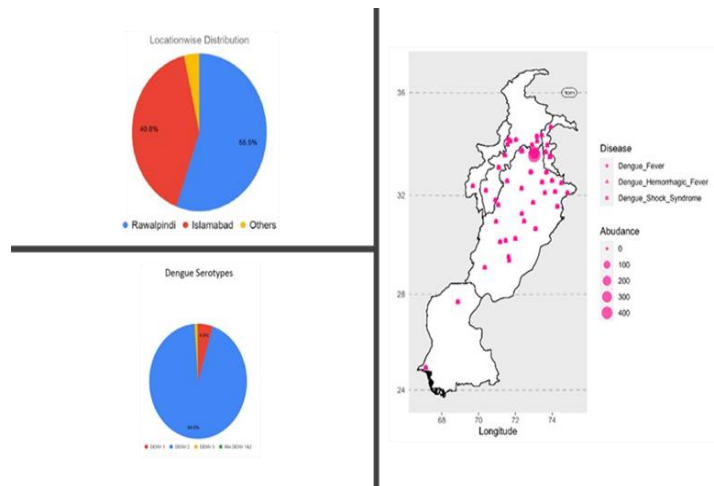 Locationwise Distribution
40.8%
55.5%
Rawalpindi Islamabad Others
Dengue Serotypes
DENV 1 DENV 2 DENV 3 Mix DENV 1&2
36
32
28
24
68 70 72 74
Longitude
Disease
Dengue_Fever
Dengue_Hemorrhagic_Fever
Dengue_Shock_Syndrome
Abudance
0
100
200
300
400